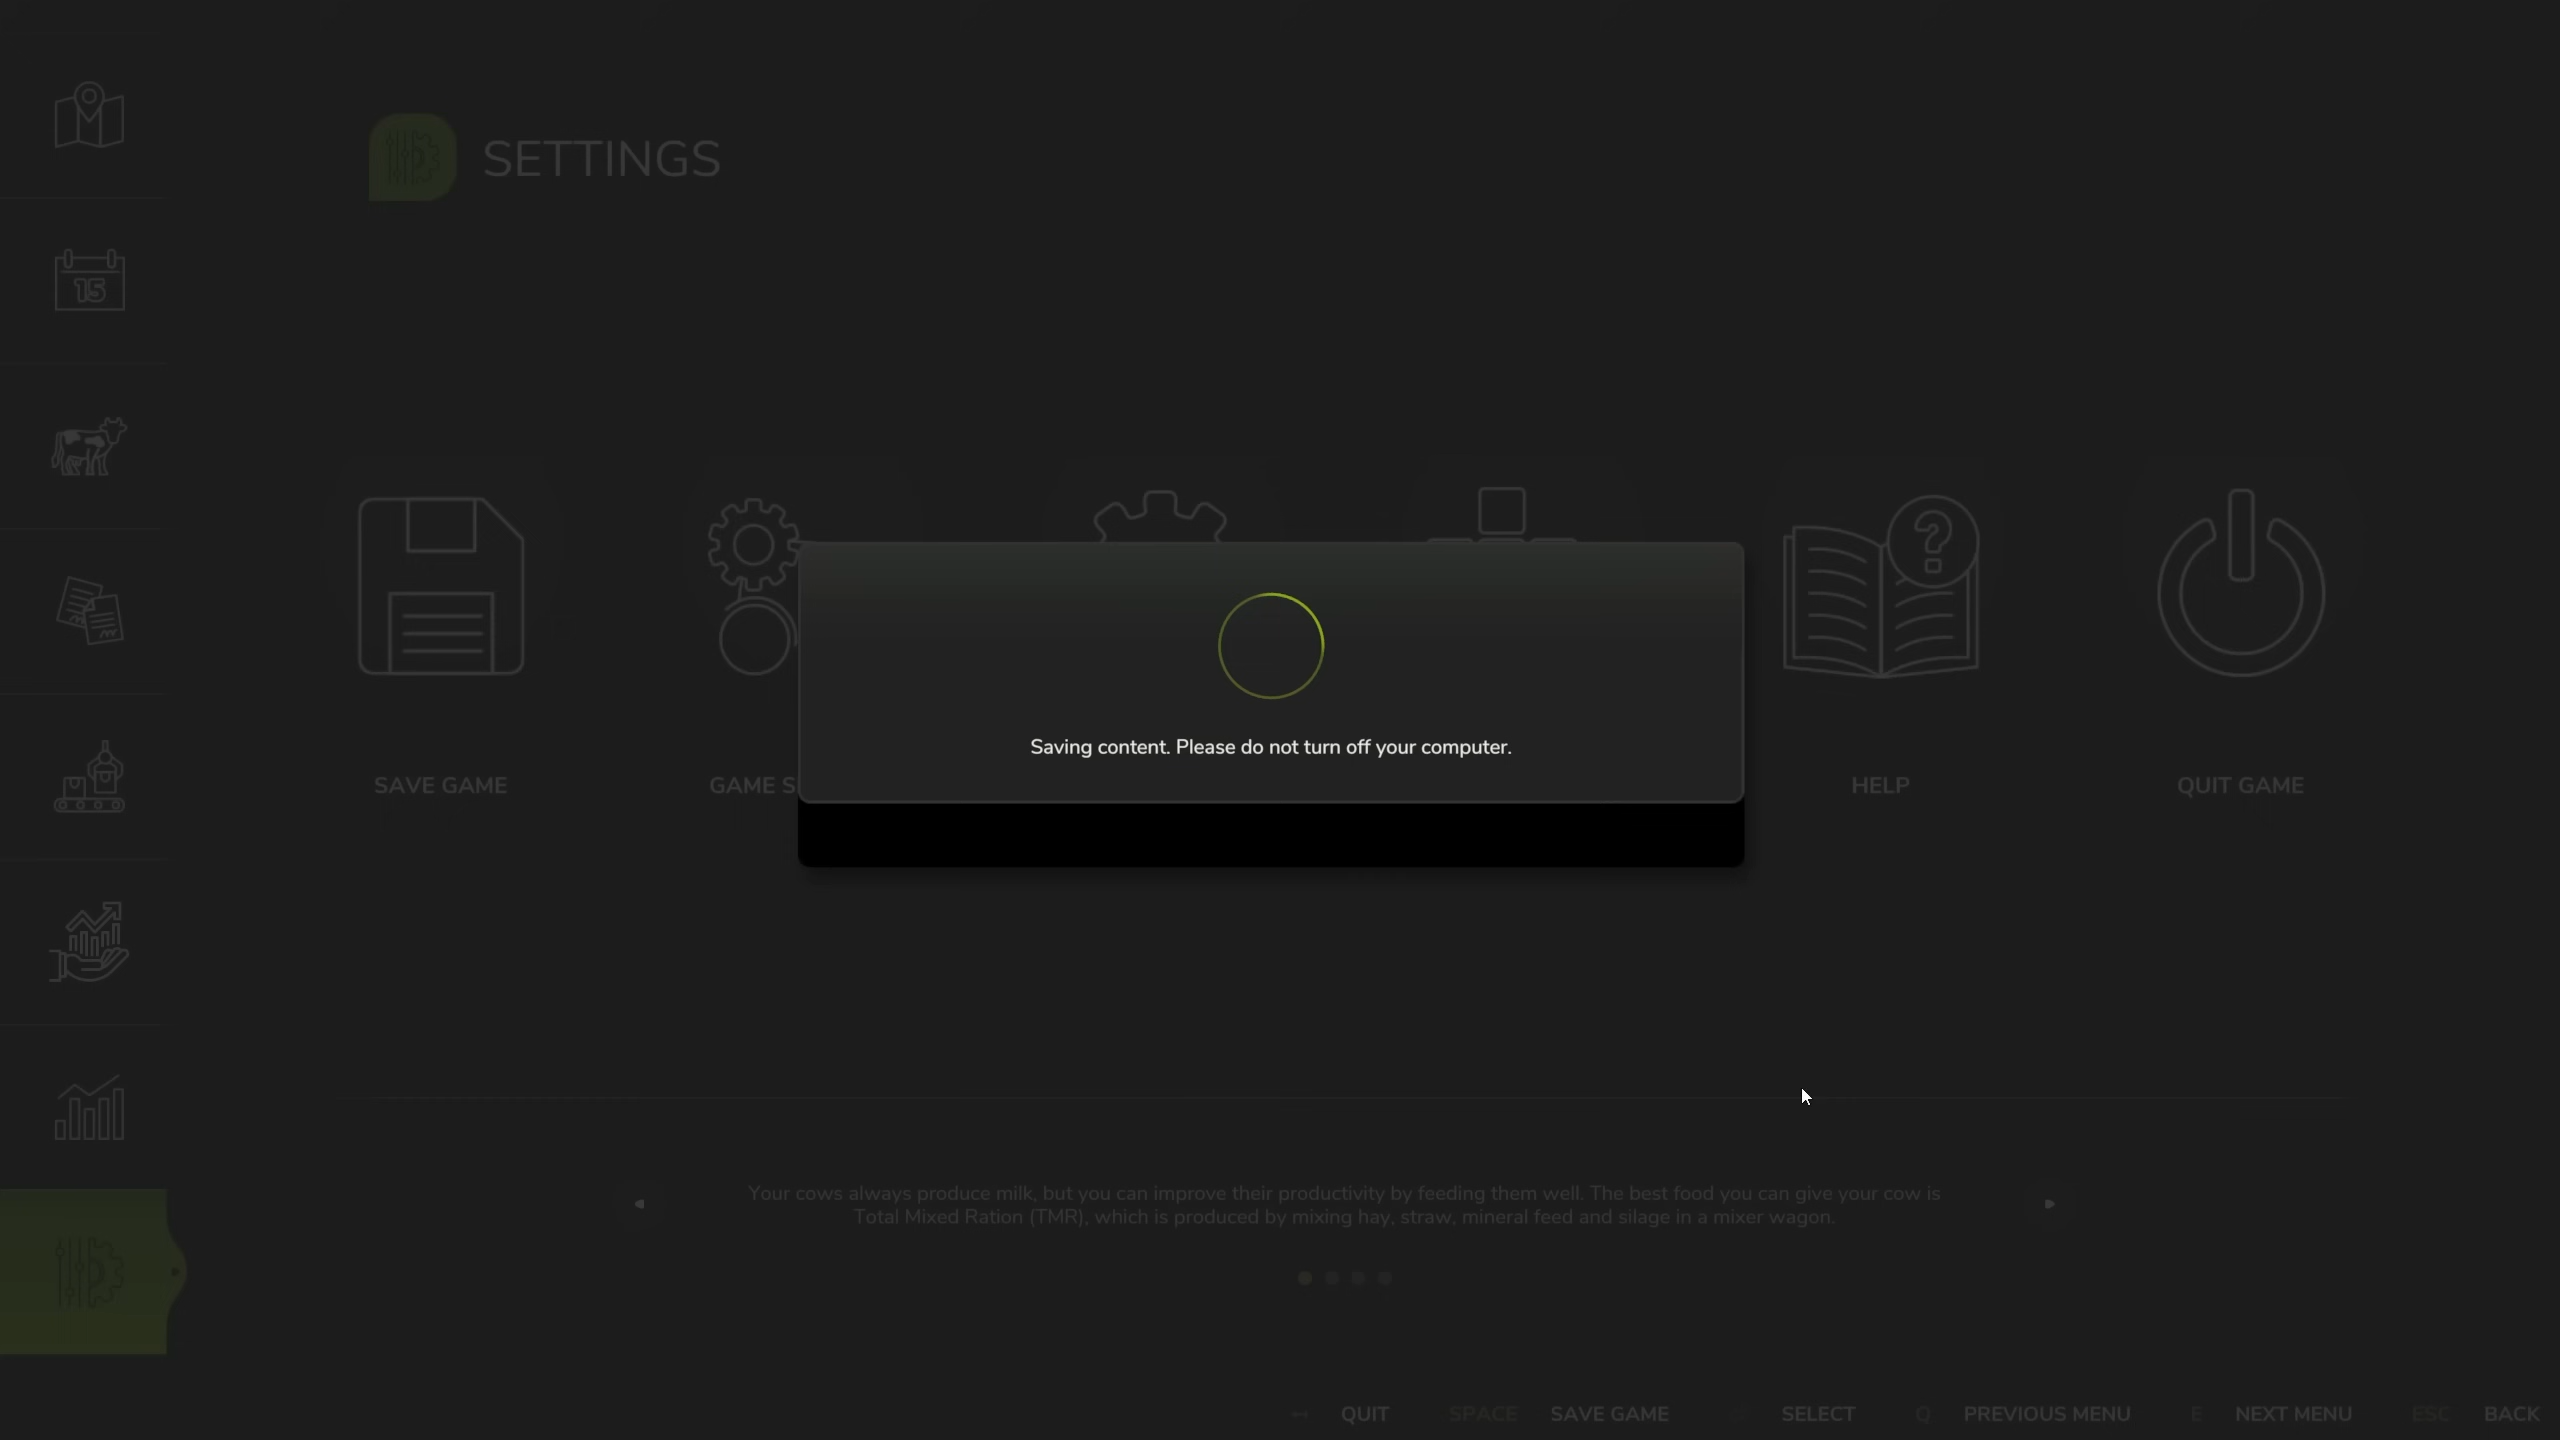 15
SETTINGS
SAVE GAME
GAME S
HELP
QUIT GAME
Saving content. Please do not turn off your computer.
Your cows always produce milk, but you can improve their productivity by feeding them well. The best food you can give your cow is
Total Mixed Ration (TMR), which is produced by mixing hay, straw, mineral feed and silage in a mixer wagon.
QUIT SPACE SAVE GAME SELECT Q PREVIOUS MENU E NEXT MENU ESC BACK